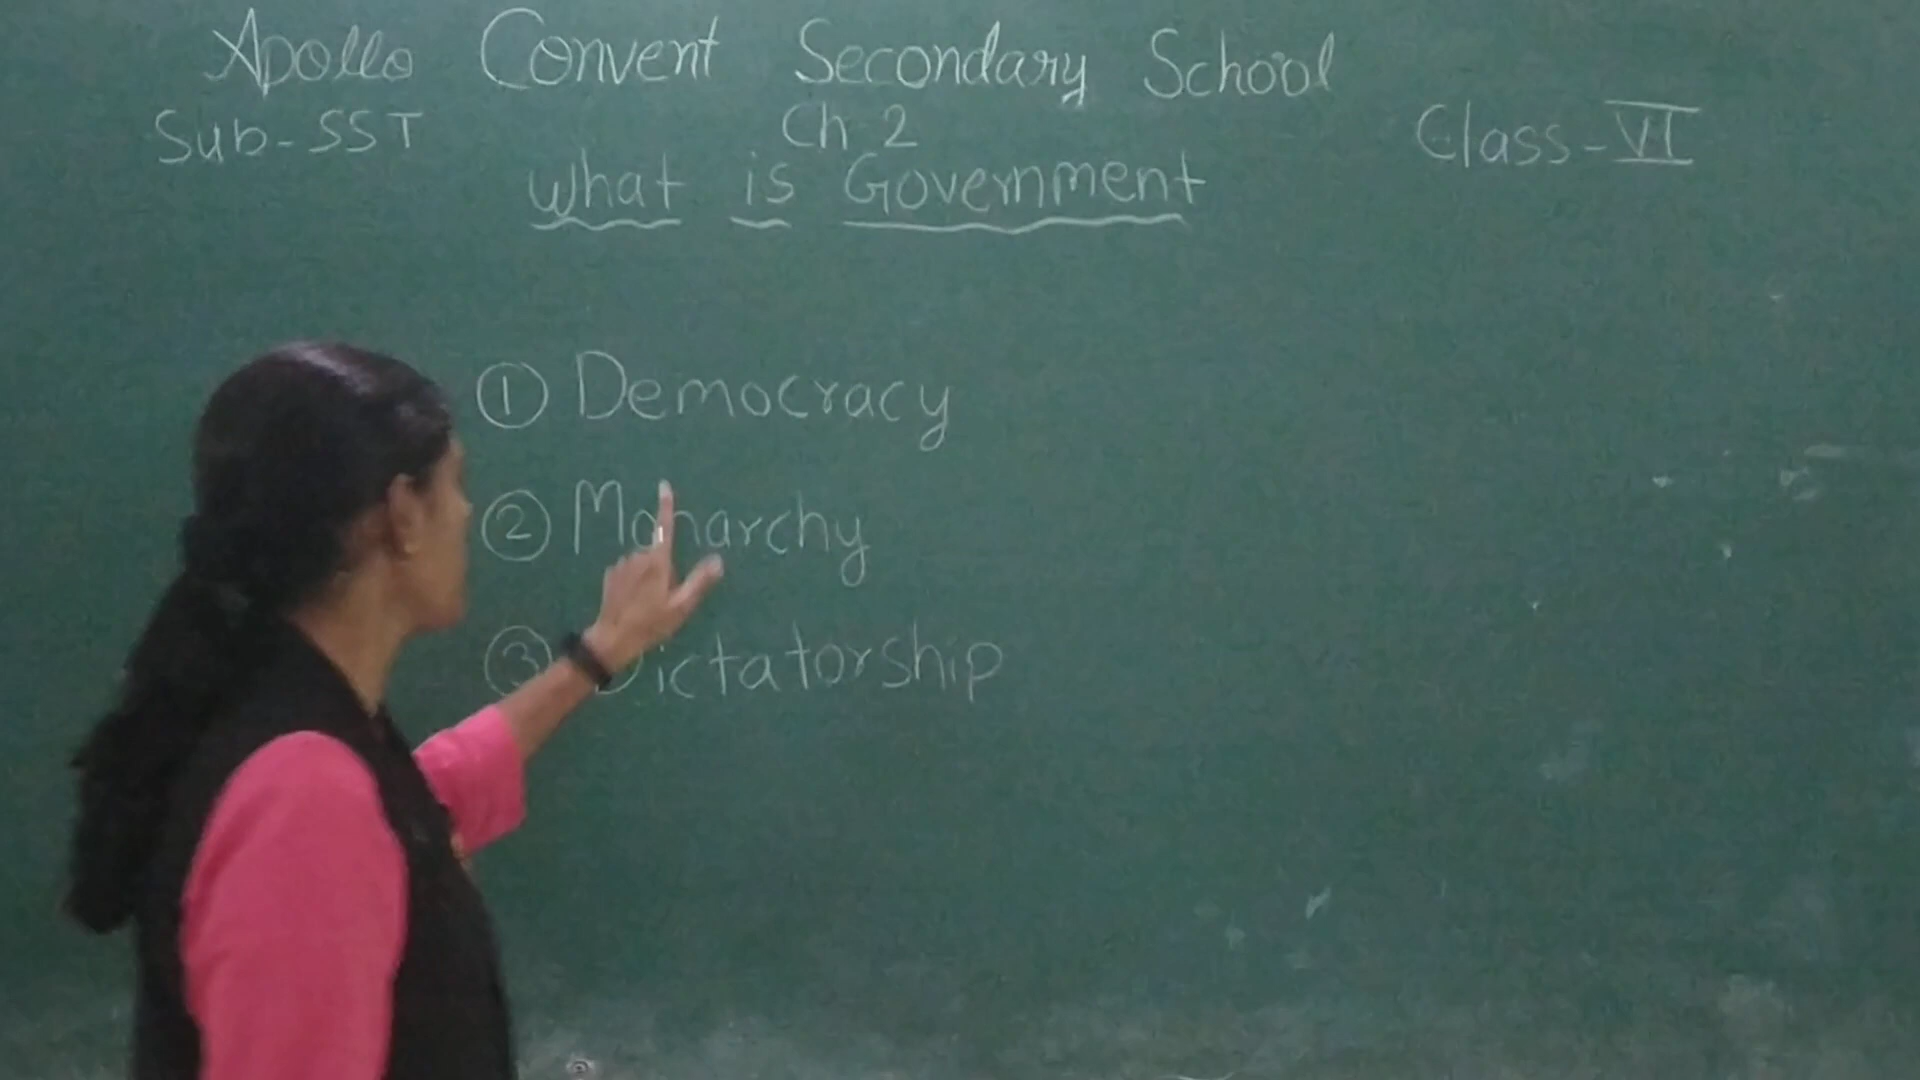 Apollo Convent Secondary School
Sub-SST Ch-2 Class-VI
What is Government
① Democracy
② Monarchy
③ Dictatorship